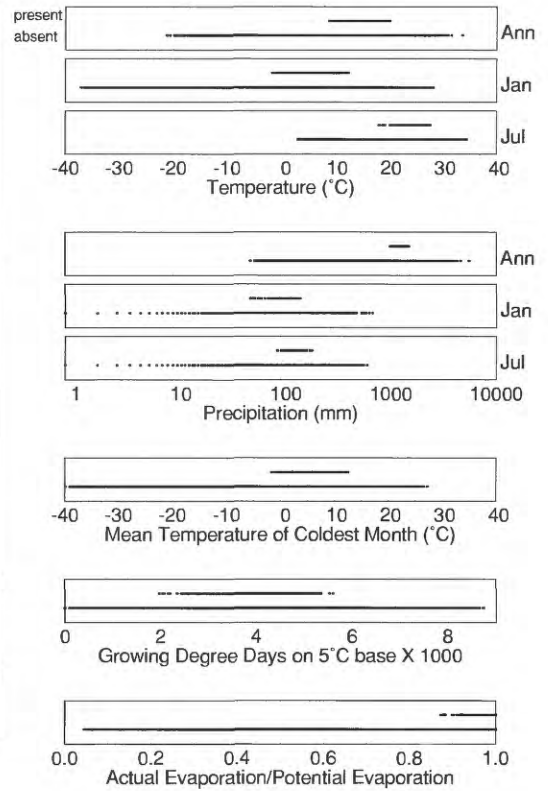 present
absent
Ann
Jan
Jul
-40 -30 -20 -10 0 10 20 30 40
Temperature (˚C)
Ann
Jan
Jul
1 10 100 1000 10000
Precipitation (mm)
-40 -30 -20 -10 0 10 20 30 40
Mean Temperature of Coldest Month (˚C)
0 2 4 6 8
Growing Degree Days on 5˚C base X 1000
0.0 0.2 0.4 0.6 0.8 1.0
Actual Evaporation/Potential Evaporation